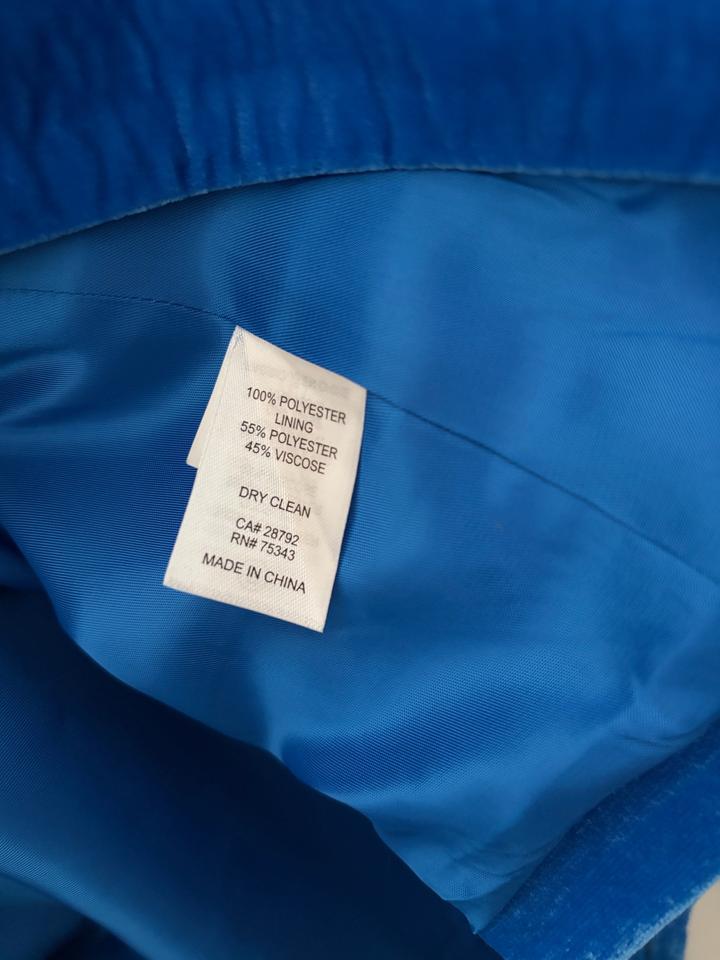 100% POLYESTER
LINING
55% POLYESTER
45% VISCOSE
DRY CLEAN
CA# 28792
RN# 75343
MADE IN CHINA